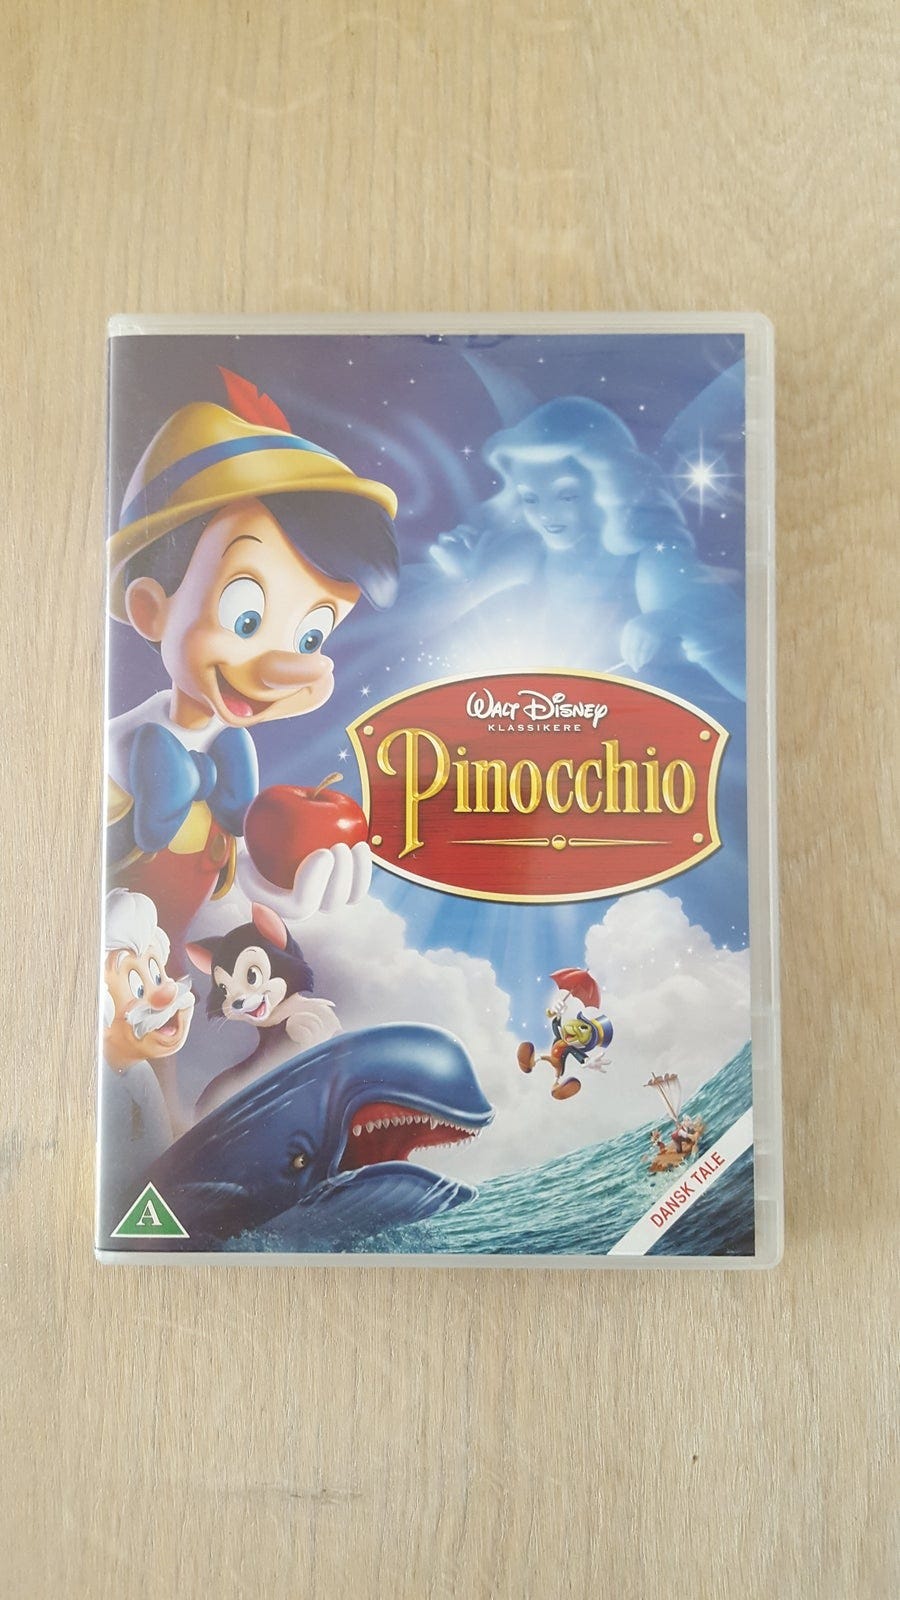 WALT DISNEY
KLASSIKERE
Pinocchio
DANSK TALE
A